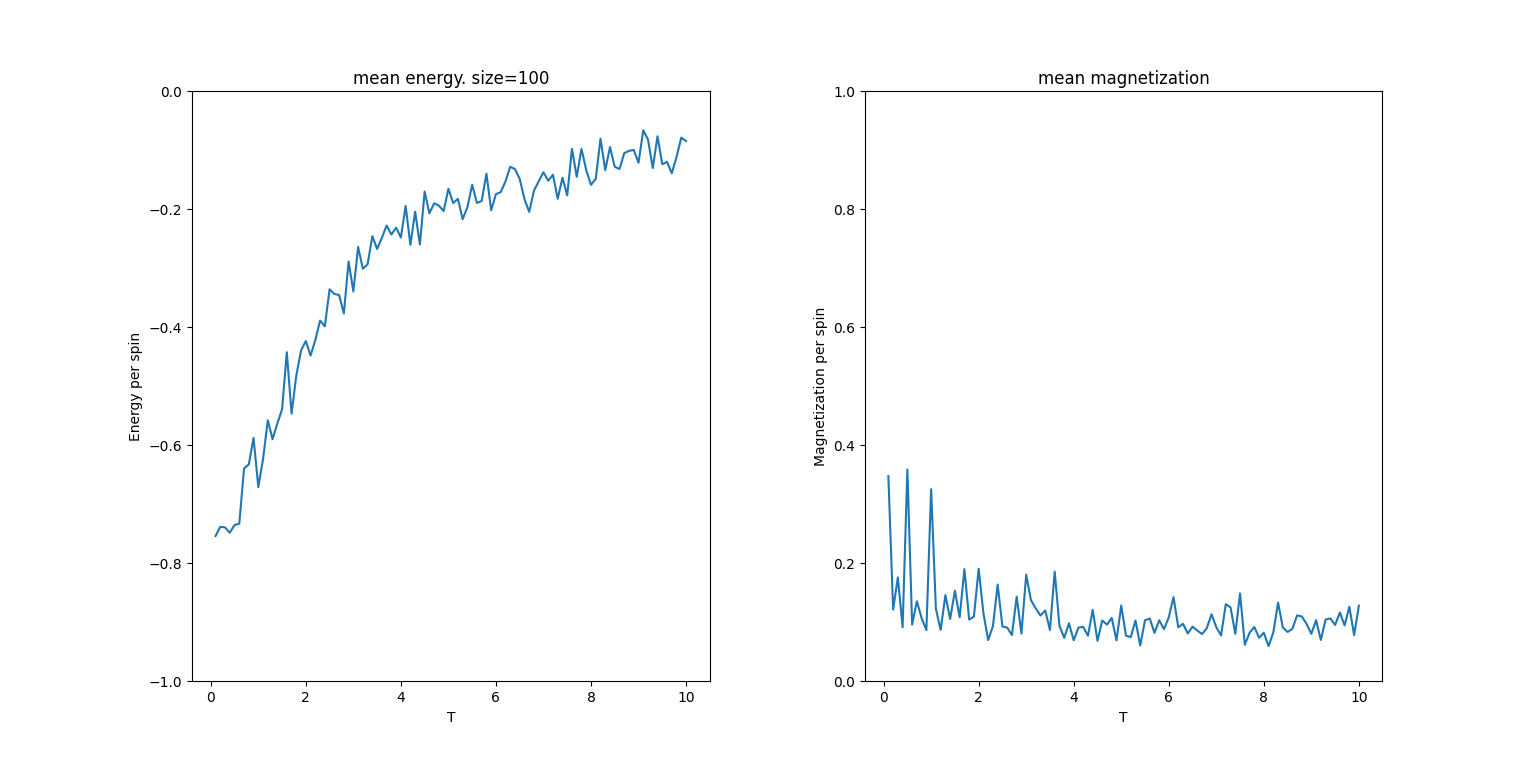 mean energy. size=100
0.0
−0.2
−0.4
−0.6
−0.8
−1.0
Energy per spin
0 2 4 6 8 10
T
mean magnetization
1.0
0.8
0.6
0.4
0.2
0.0
Magnetization per spin
0 2 4 6 8 10
T